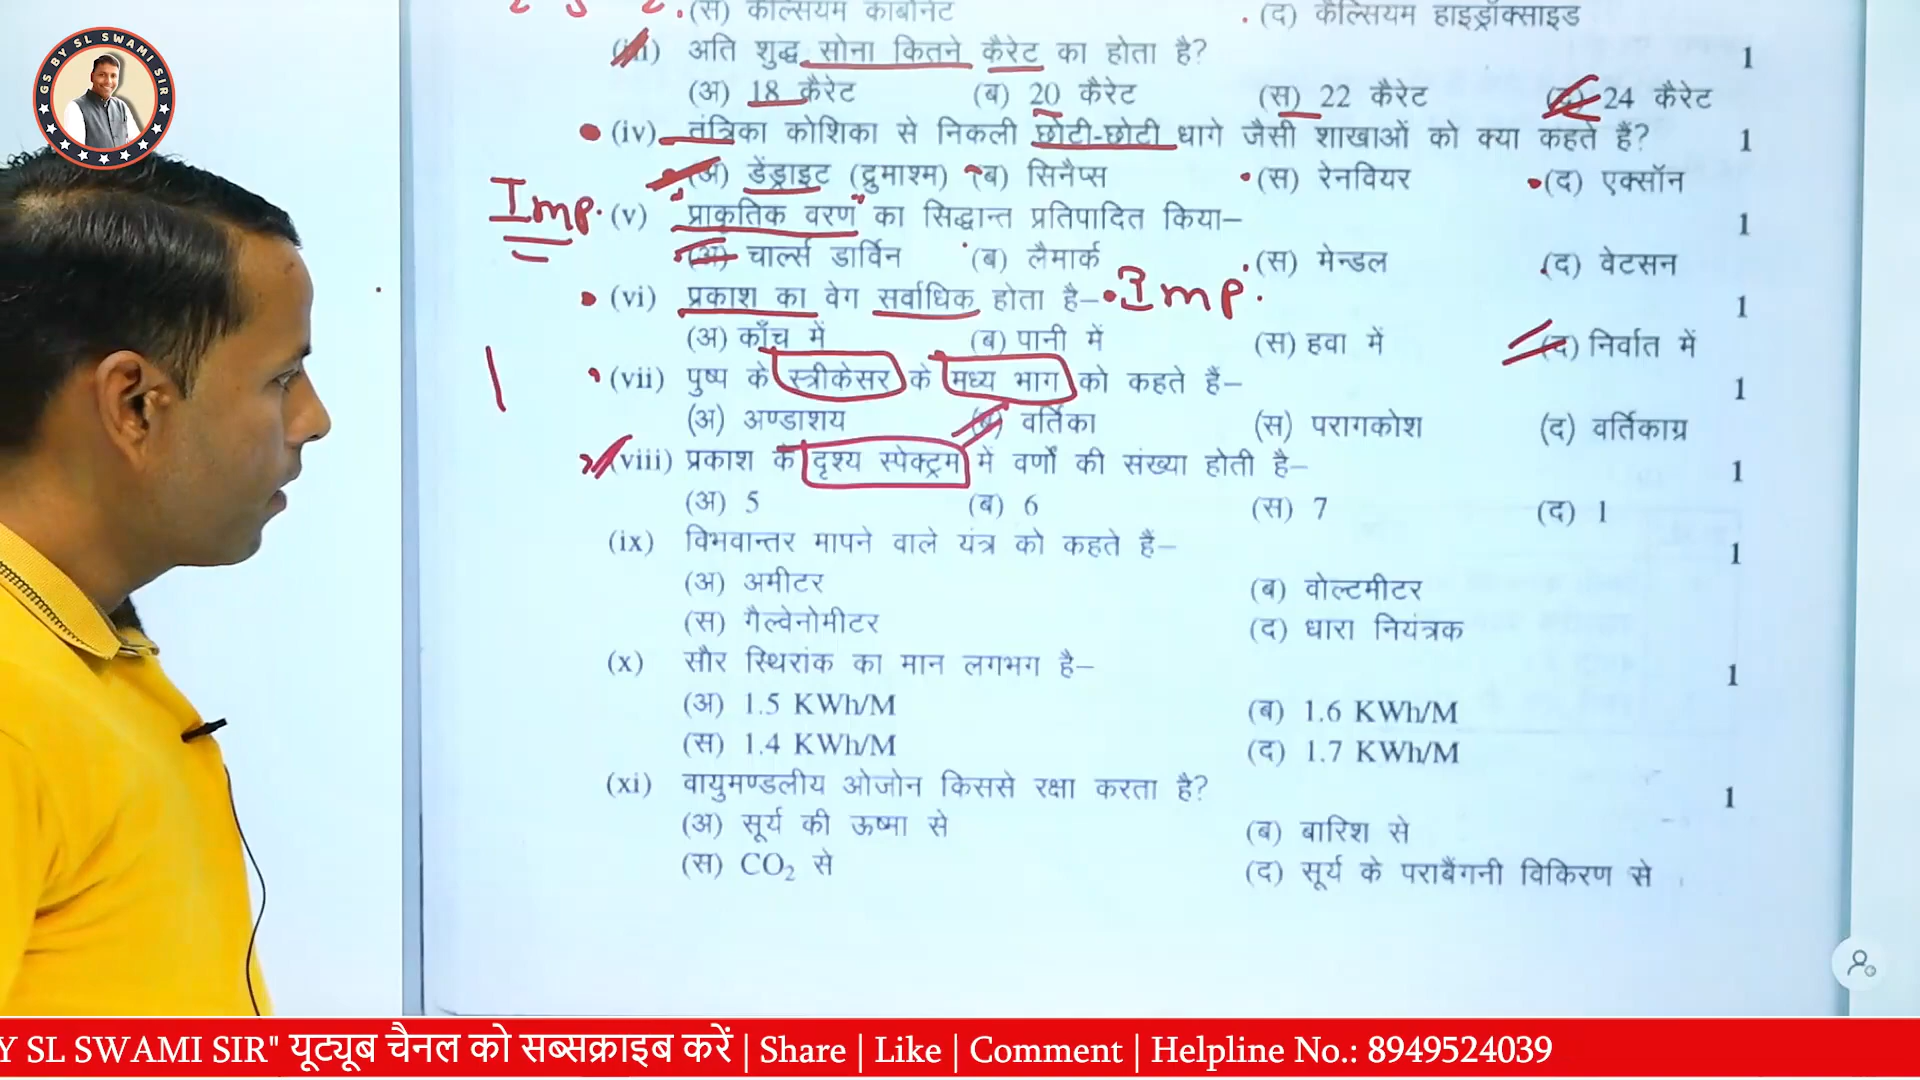 GS BY SL SWAMI SIR
(स) कैल्सियम कार्बोनेट (द) कैल्सियम हाइड्रॉक्साइड
(iii) अति शुद्ध सोना कितने कैरेट का होता है? 1
(अ) 18 कैरेट (ब) 20 कैरेट (स) 22 कैरेट (द) 24 कैरेट
(iv) तंत्रिका कोशिका से निकली छोटी-छोटी धागे जैसी शाखाओं को क्या कहते हैं? 1
(अ) डेंड्राइट (द्रुमाश्म) (ब) सिनैप्स (स) रेनवियर (द) एक्सॉन
Imp. (v) प्राकृतिक वरण का सिद्धान्त प्रतिपादित किया– 1
(अ) चार्ल्स डार्विन (ब) लैमार्क (स) मेन्डल (द) वेटसन
(vi) प्रकाश का वेग सर्वाधिक होता है– Imp. 1
(अ) काँच में (ब) पानी में (स) हवा में (द) निर्वात में
(vii) पुष्प के स्त्रीकेसर के मध्य भाग को कहते हैं– 1
(अ) अण्डाशय (ब) वर्तिका (स) परागकोश (द) वर्तिकाग्र
(viii) प्रकाश के दृश्य स्पेक्ट्रम में वर्णों की संख्या होती है– 1
(अ) 5 (ब) 6 (स) 7 (द) 1
(ix) विभवान्तर मापने वाले यंत्र को कहते हैं– 1
(अ) अमीटर (ब) वोल्टमीटर
(स) गैल्वेनोमीटर (द) धारा नियंत्रक
(x) सौर स्थिरांक का मान लगभग है– 1
(अ) 1.5 KWh/M (ब) 1.6 KWh/M
(स) 1.4 KWh/M (द) 1.7 KWh/M
(xi) वायुमण्डलीय ओजोन किससे रक्षा करता है? 1
(अ) सूर्य की ऊष्मा से (ब) बारिश से
(स) CO₂ से (द) सूर्य के पराबैंगनी विकिरण से
Y SL SWAMI SIR" यूट्यूब चैनल को सब्सक्राइब करें | Share | Like | Comment | Helpline No.: 8949524039